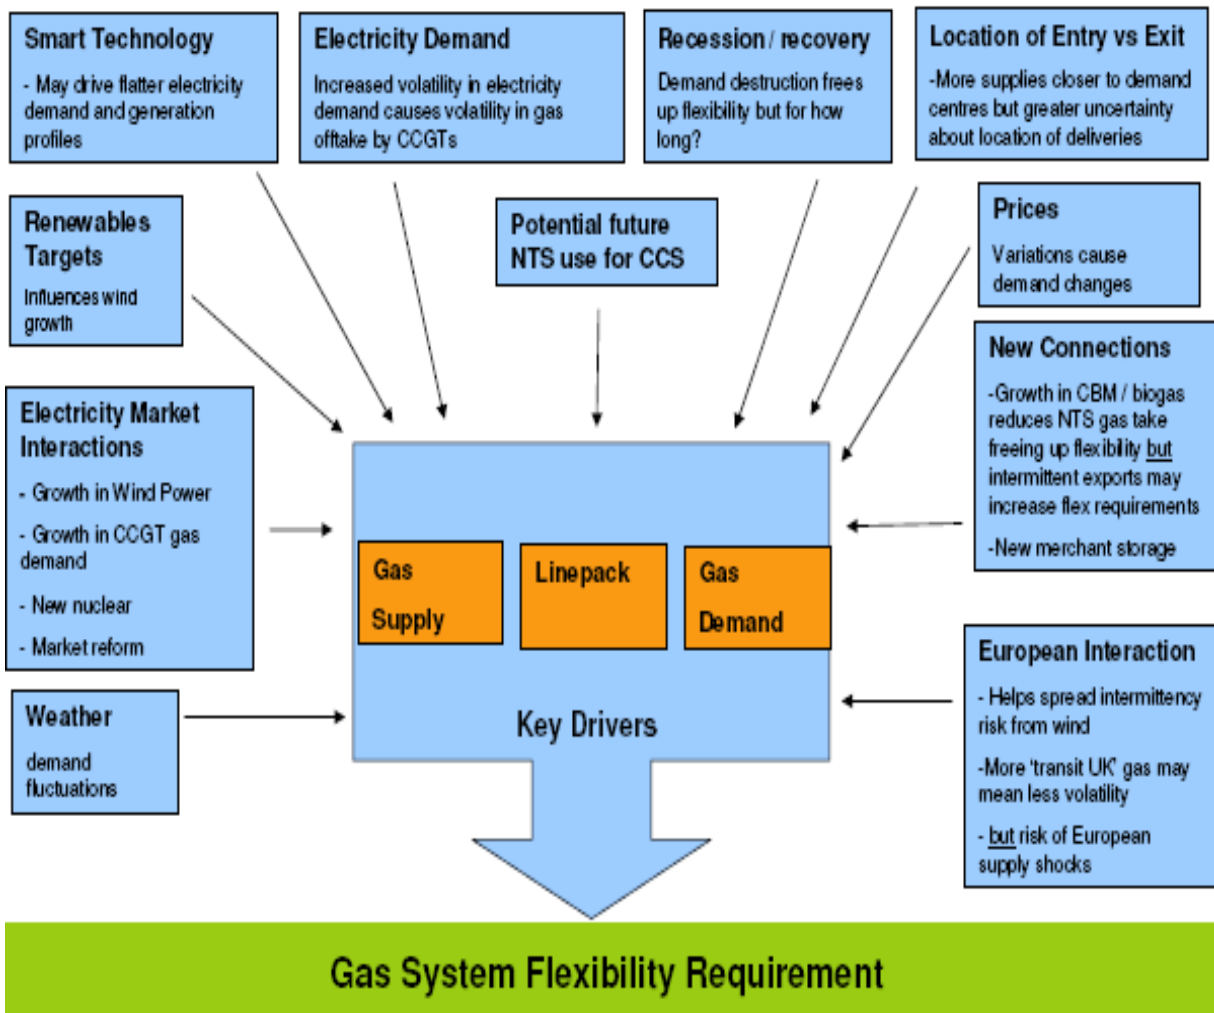 Smart Technology
- May drive flatter electricity
demand and generation
profiles
Electricity Demand
Increased volatility in electricity
demand causes volatility in gas
offtake by CCGTs
Recession / recovery
Demand destruction frees
up flexibility but for how
long?
Location of Entry vs Exit
-More supplies closer to demand
centres but greater uncertainty
about location of deliveries
Renewables
Targets
Influences wind
growth
Potential future
NTS use for CCS
Prices
Variations cause
demand changes
Electricity Market
Interactions
- Growth in Wind Power
- Growth in CCGT gas
demand
- New nuclear
- Market reform
New Connections
-Growth in CBM / biogas
reduces NTS gas take
freeing up flexibility but
intermittent exports may
increase flex requirements
-New merchant storage
Gas
Supply
Linepack
Gas
Demand
Key Drivers
Weather
demand
fluctuations
European Interaction
- Helps spread intermittency
risk from wind
-More 'transit UK' gas may
mean less volatility
- but risk of European
supply shocks
Gas System Flexibility Requirement